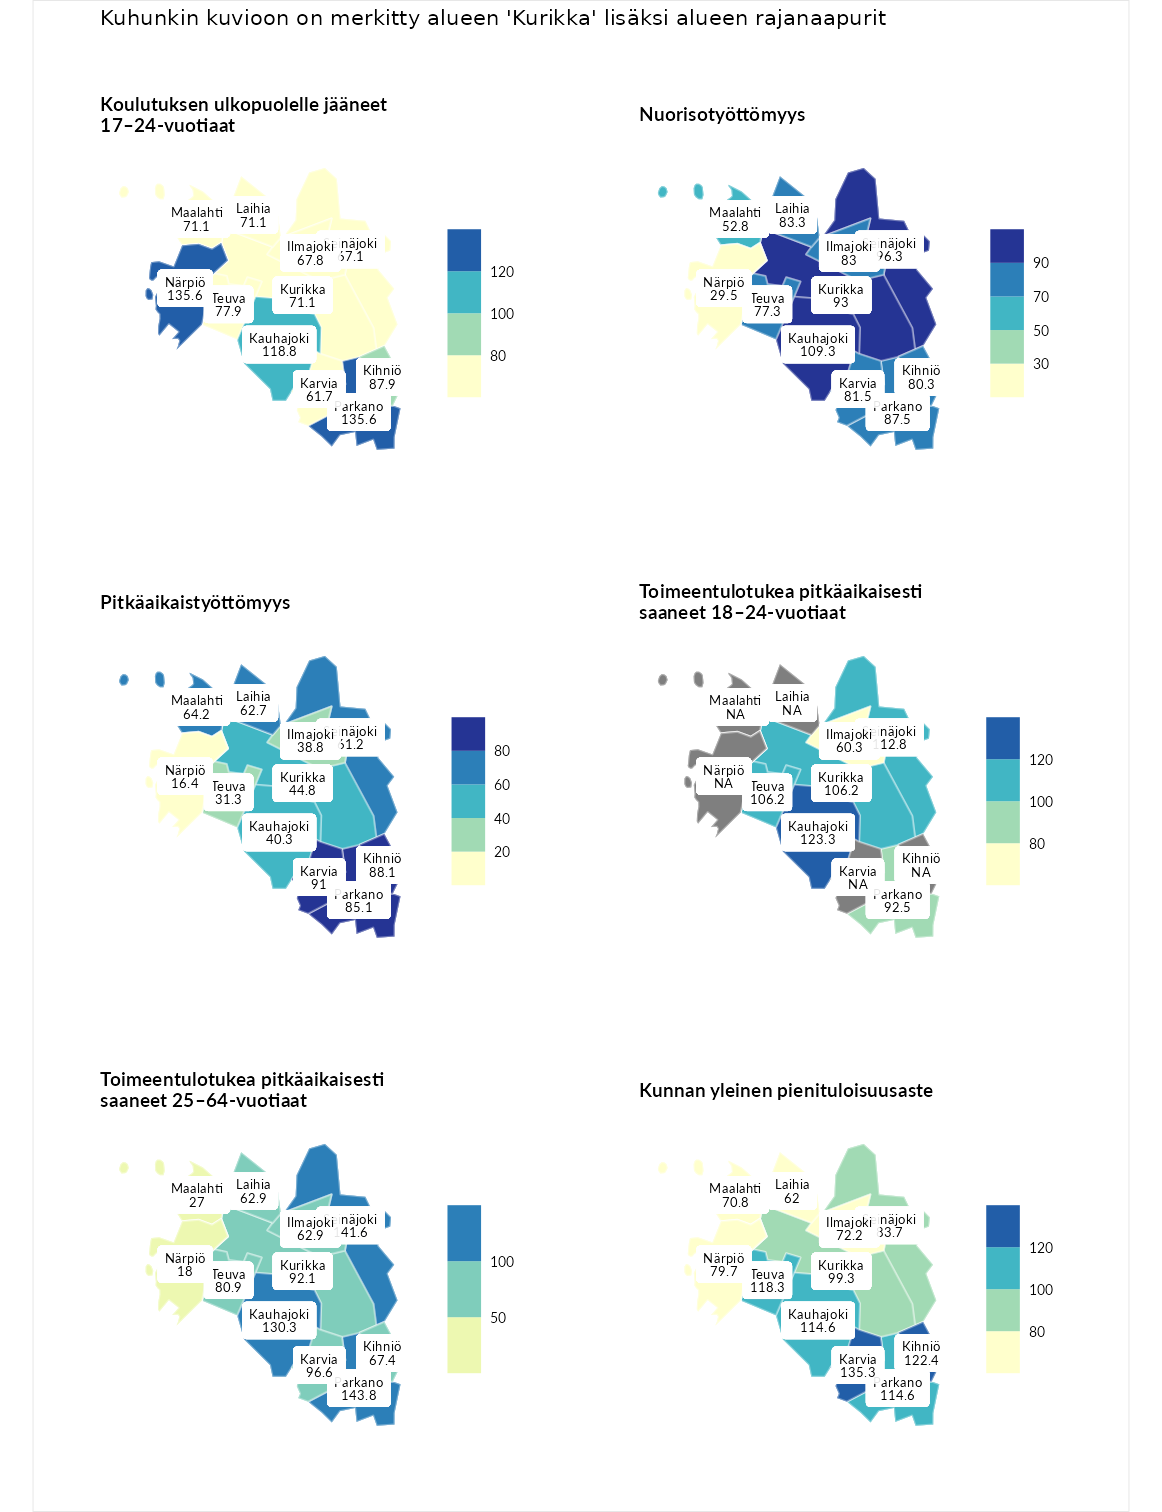 Kuhunkin kuvioon on merkitty alueen 'Kurikka' lisäksi alueen rajanaapurit
Koulutuksen ulkopuolelle jääneet
17–24-vuotiaat
Maalahti
71.1
Laihia
71.1
Ilmajoki
67.8
Närpiö
135.6
Teuva
77.9
Kurikka
71.1
Kauhajoki
118.8
Karvia
61.7
Kihniö
87.9
Parkano
135.6
120
100
80
Nuorisotyöttömyys
Maalahti
52.8
Laihia
83.3
Ilmajoki
83
96.3
Närpiö
29.5
Teuva
77.3
Kurikka
93
Kauhajoki
109.3
Karvia
81.5
Kihniö
80.3
Parkano
87.5
90
70
50
30
Pitkäaikaistyöttömyys
Maalahti
64.2
Laihia
62.7
Ilmajoki
38.8
Närpiö
16.4
Teuva
31.3
Kurikka
44.8
Kauhajoki
40.3
Karvia
91
Kihniö
88.1
Parkano
85.1
80
60
40
20
Toimeentulotukea pitkäaikaisesti
saaneet 18–24-vuotiaat
Maalahti
NA
Laihia
NA
Ilmajoki
60.3
112.8
Närpiö
NA
Teuva
106.2
Kurikka
106.2
Kauhajoki
123.3
Karvia
NA
Kihniö
NA
Parkano
92.5
120
100
80
Toimeentulotukea pitkäaikaisesti
saaneet 25–64-vuotiaat
Maalahti
27
Laihia
62.9
Ilmajoki
62.9
141.6
Närpiö
18
Teuva
80.9
Kurikka
92.1
Kauhajoki
130.3
Karvia
96.6
Kihniö
67.4
Parkano
143.8
100
50
Kunnan yleinen pienituloisuusaste
Maalahti
70.8
Laihia
62
Ilmajoki
72.2
Närpiö
79.7
Teuva
118.3
Kurikka
99.3
Kauhajoki
114.6
Karvia
135.3
Kihniö
122.4
Parkano
114.6
120
100
80